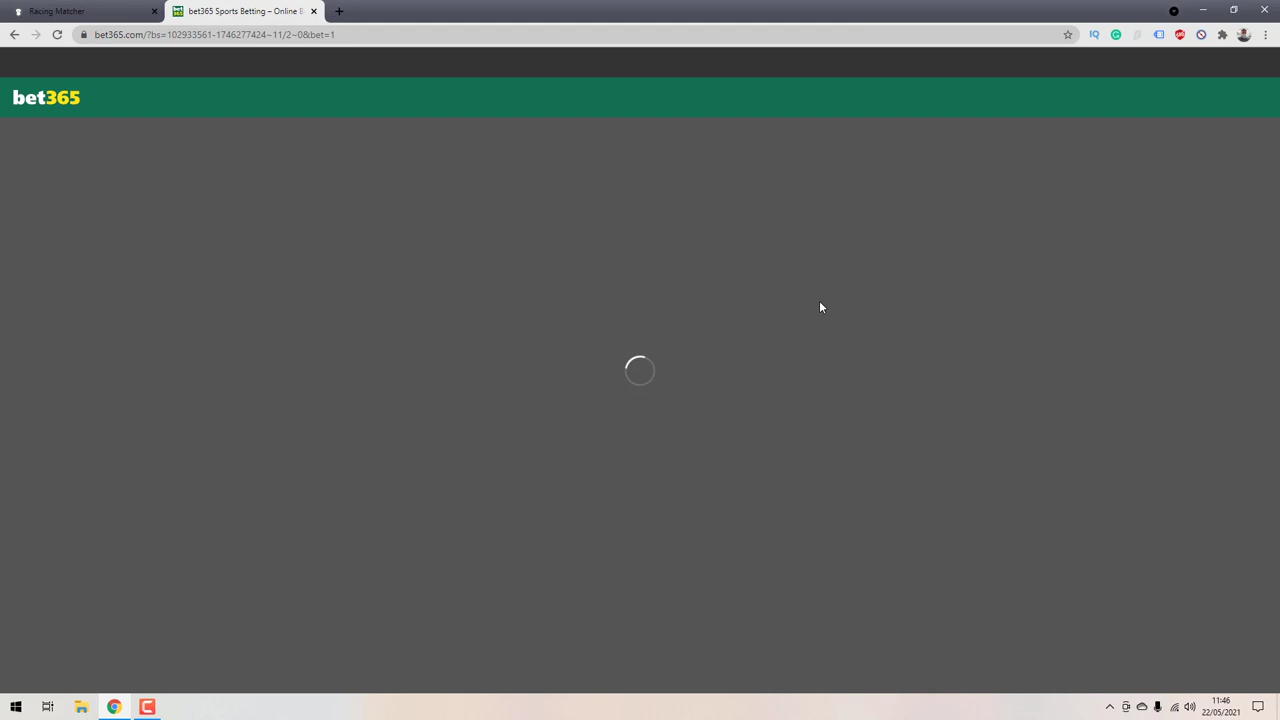 Racing Matcher
bet365 Sports Betting – Online B
bet365.com/?bs=102933561-1746277424~11/2~0&bet=1
IQ
bet365
11:46
22/05/2021